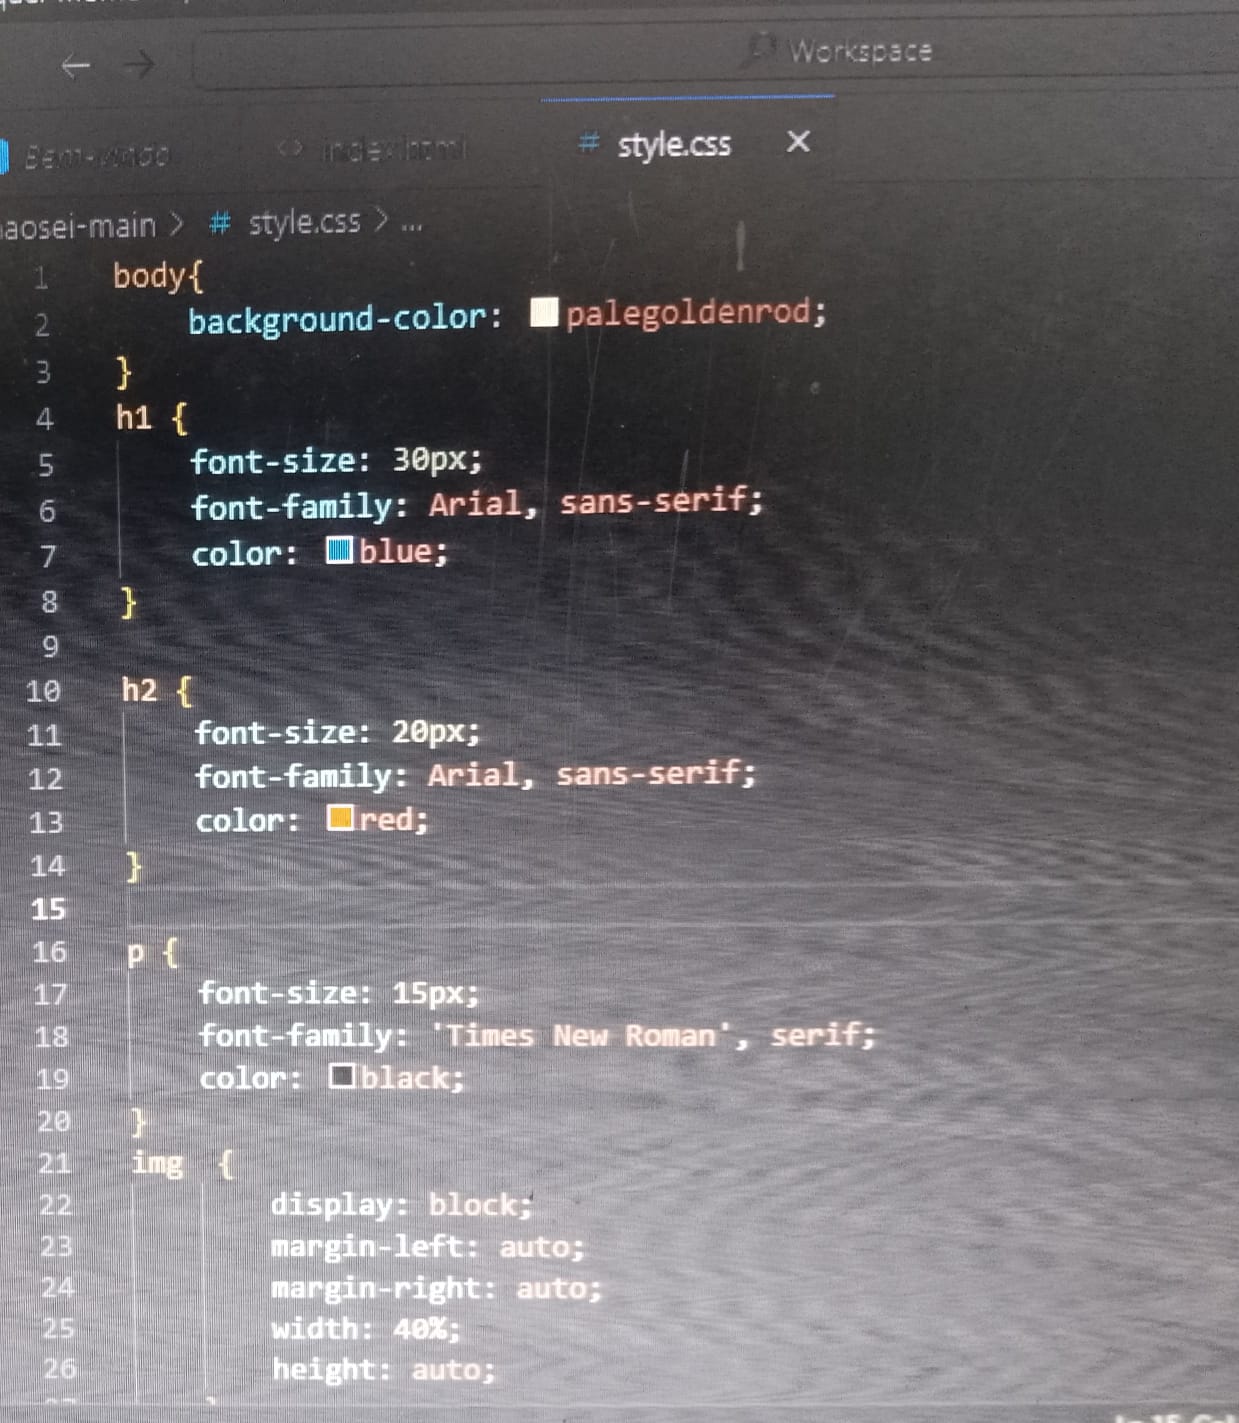 Workspace
Bem-vindo <> index.html # style.css ×
aosei-main > # style.css > ...
1 body{
2 background-color: palegoldenrod;
3 }
4 h1 {
5 font-size: 30px;
6 font-family: Arial, sans-serif;
7 color: blue;
8 }
9
10 h2 {
11 font-size: 20px;
12 font-family: Arial, sans-serif;
13 color: red;
14 }
15
16 p {
17 font-size: 15px;
18 font-family: 'Times New Roman', serif;
19 color: black;
20 }
21 img {
22 display: block;
23 margin-left: auto;
24 margin-right: auto;
25 width: 40%;
26 height: auto;